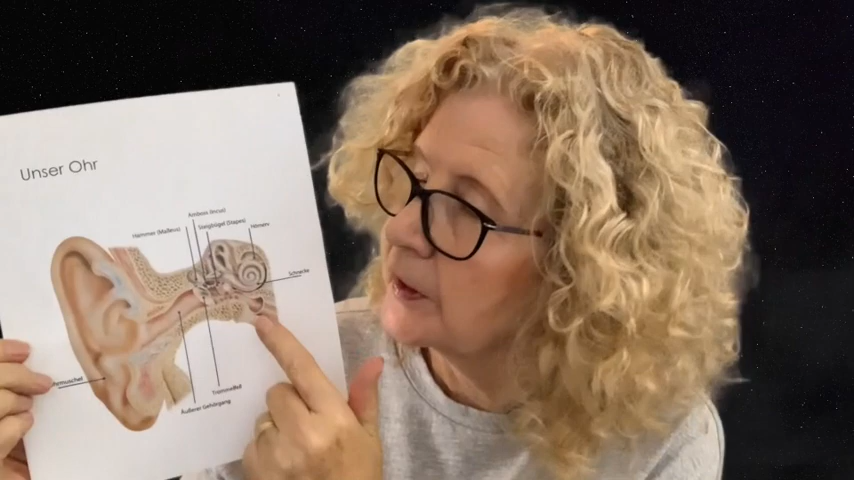 Unser Ohr
Amboss (Incus)
Hammer (Malleus)
Steigbügel (Stapes)
Hörnerv
Schnecke
Trommelfell
Äußerer Gehörgang